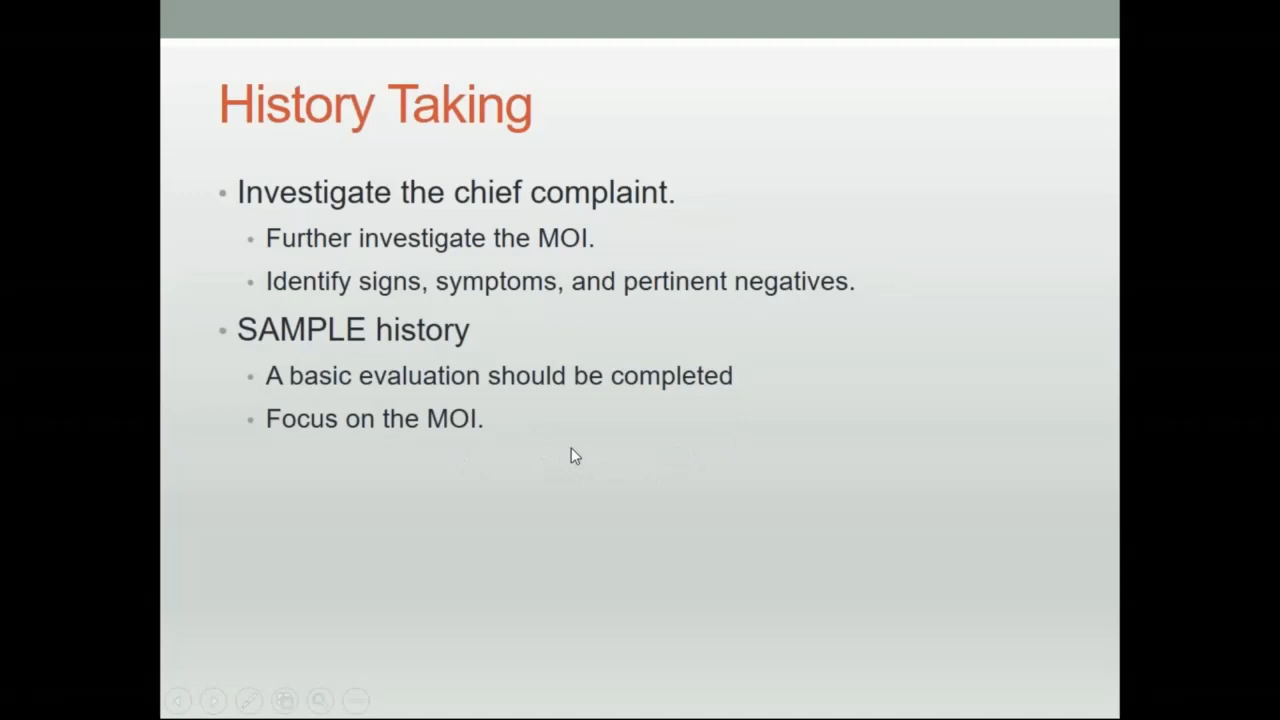 History Taking
Investigate the chief complaint.
Further investigate the MOI.
Identify signs, symptoms, and pertinent negatives.
SAMPLE history
A basic evaluation should be completed
Focus on the MOI.